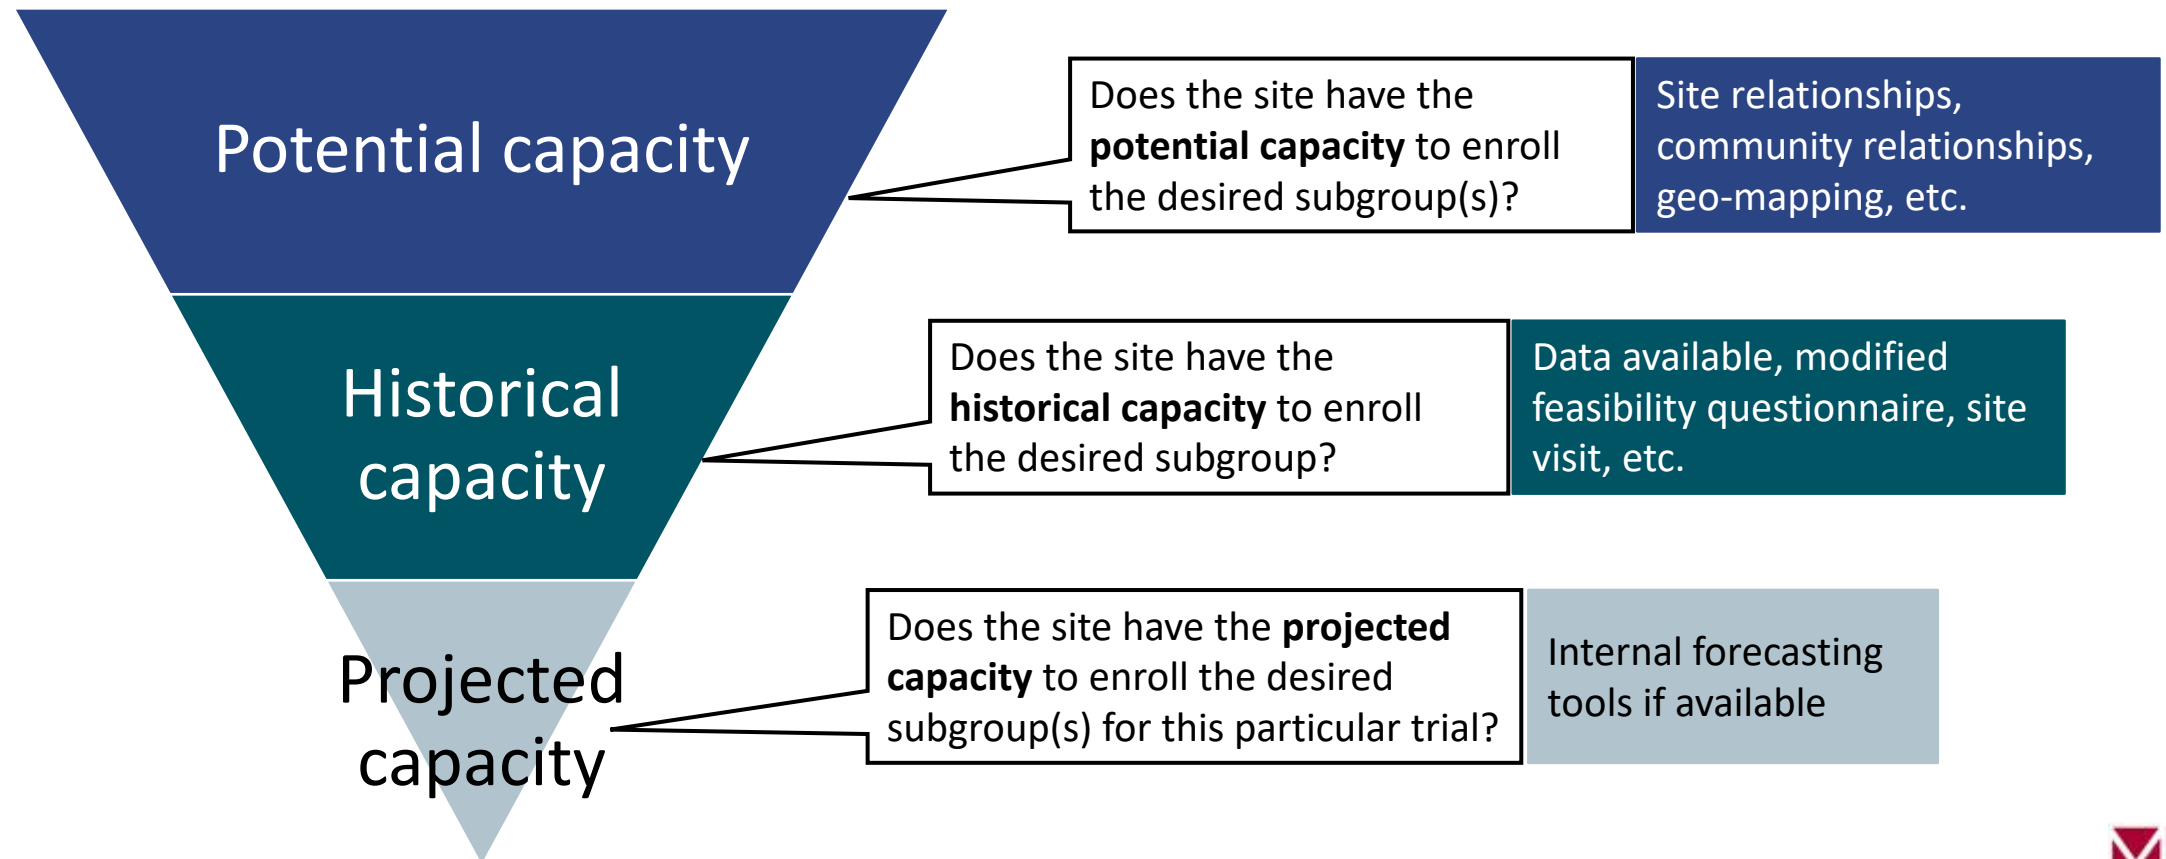 Potential capacity
Does the site have the
potential capacity to enroll
the desired subgroup(s)?
Site relationships,
community relationships,
geo-mapping, etc.
Historical
capacity
Does the site have the
historical capacity to enroll
the desired subgroup?
Data available, modified
feasibility questionnaire, site
visit, etc.
Projected
capacity
Does the site have the projected
capacity to enroll the desired
subgroup(s) for this particular trial?
Internal forecasting
tools if available